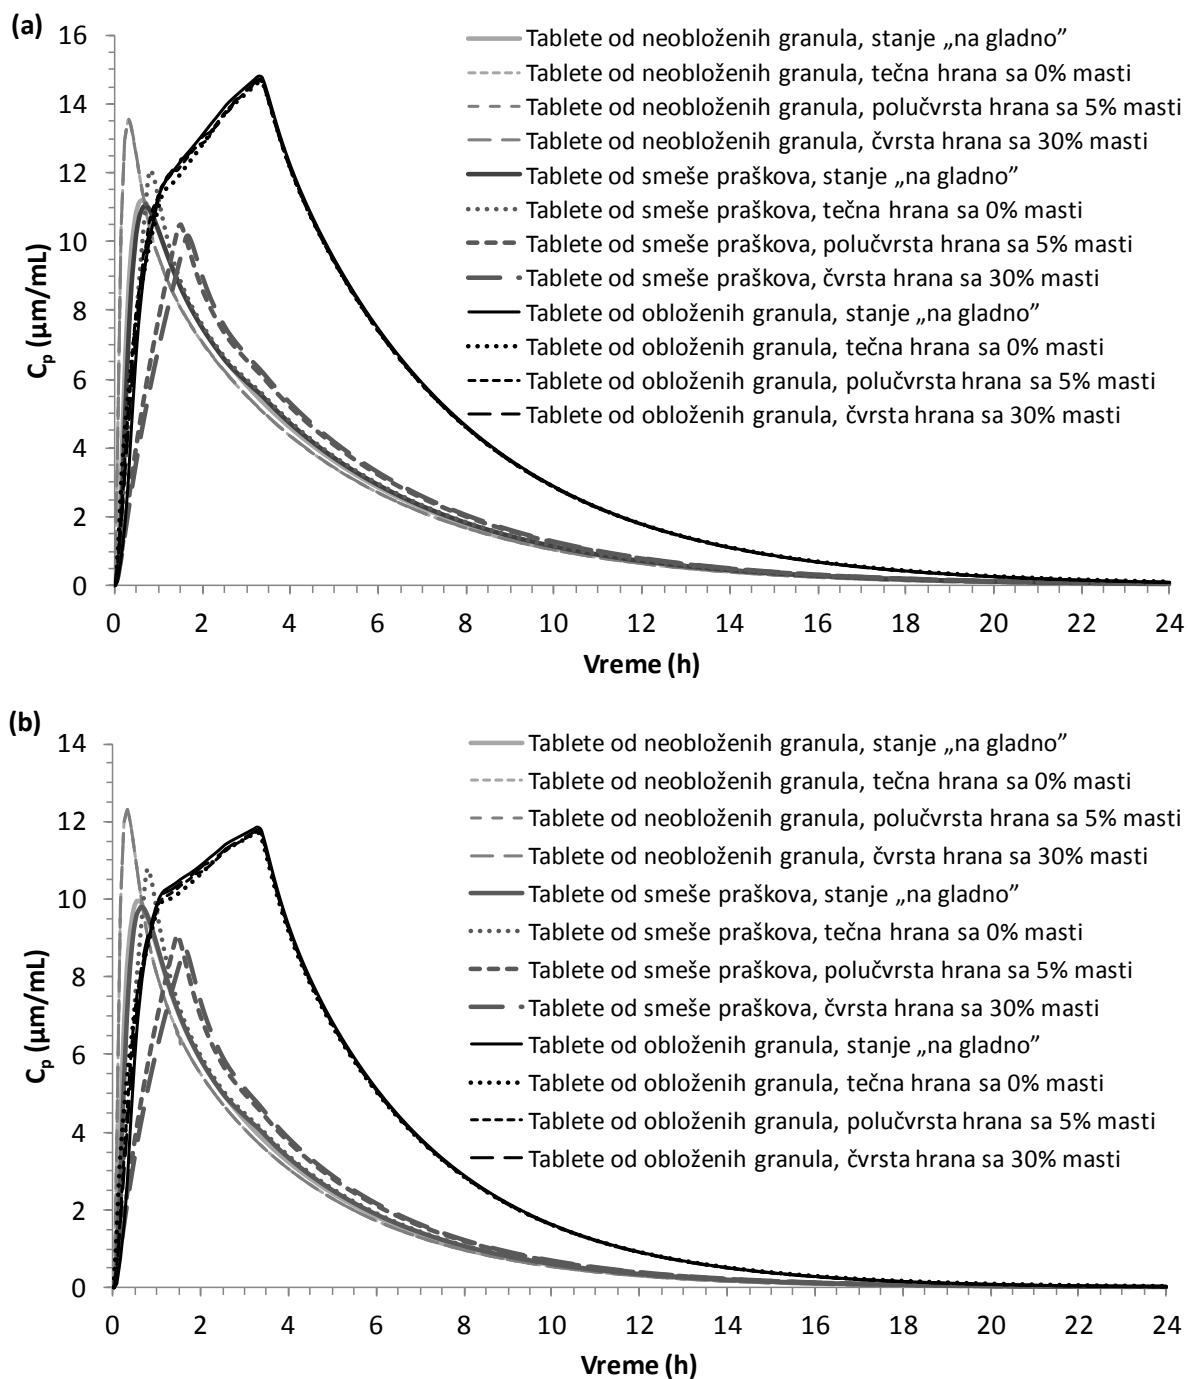 (a)
16
14
12
10
8
6
4
2
0
Cp (µm/mL)
Tablete od neobloženih granula, stanje „na gladno”
Tablete od neobloženih granula, tečna hrana sa 0% masti
Tablete od neobloženih granula, polučvrsta hrana sa 5% masti
Tablete od neobloženih granula, čvrsta hrana sa 30% masti
Tablete od smeše praškova, stanje „na gladno”
Tablete od smeše praškova, tečna hrana sa 0% masti
Tablete od smeše praškova, polučvrsta hrana sa 5% masti
Tablete od smeše praškova, čvrsta hrana sa 30% masti
Tablete od obloženih granula, stanje „na gladno”
Tablete od obloženih granula, tečna hrana sa 0% masti
Tablete od obloženih granula, polučvrsta hrana sa 5% masti
Tablete od obloženih granula, čvrsta hrana sa 30% masti
0 2 4 6 8 10 12 14 16 18 20 22 24
Vreme (h)
(b)
14
12
10
8
6
4
2
0
Cp (µm/mL)
Tablete od neobloženih granula, stanje „na gladno”
Tablete od neobloženih granula, tečna hrana sa 0% masti
Tablete od neobloženih granula, polučvrsta hrana sa 5% masti
Tablete od neobloženih granula, čvrsta hrana sa 30% masti
Tablete od smeše praškova, stanje „na gladno”
Tablete od smeše praškova, tečna hrana sa 0% masti
Tablete od smeše praškova, polučvrsta hrana sa 5% masti
Tablete od smeše praškova, čvrsta hrana sa 30% masti
Tablete od obloženih granula, stanje „na gladno”
Tablete od obloženih granula, tečna hrana sa 0% masti
Tablete od obloženih granula, polučvrsta hrana sa 5% masti
Tablete od obloženih granula, čvrsta hrana sa 30% masti
0 2 4 6 8 10 12 14 16 18 20 22 24
Vreme (h)